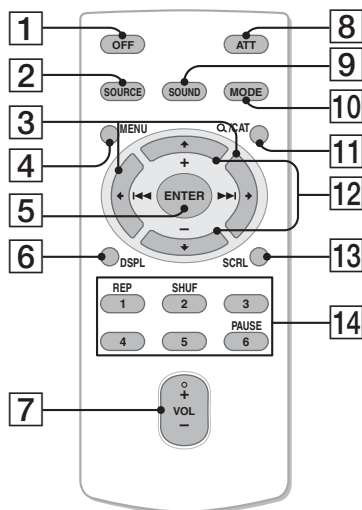 1 OFF ATT 8
2 SOURCE SOUND MODE 9
10
3 MENU /CAT
4 11
+
5 ENTER 12
−
6 DSPL SCRL 13
REP SHUF
1 2 3 14
PAUSE
4 5 6
7 + VOL −